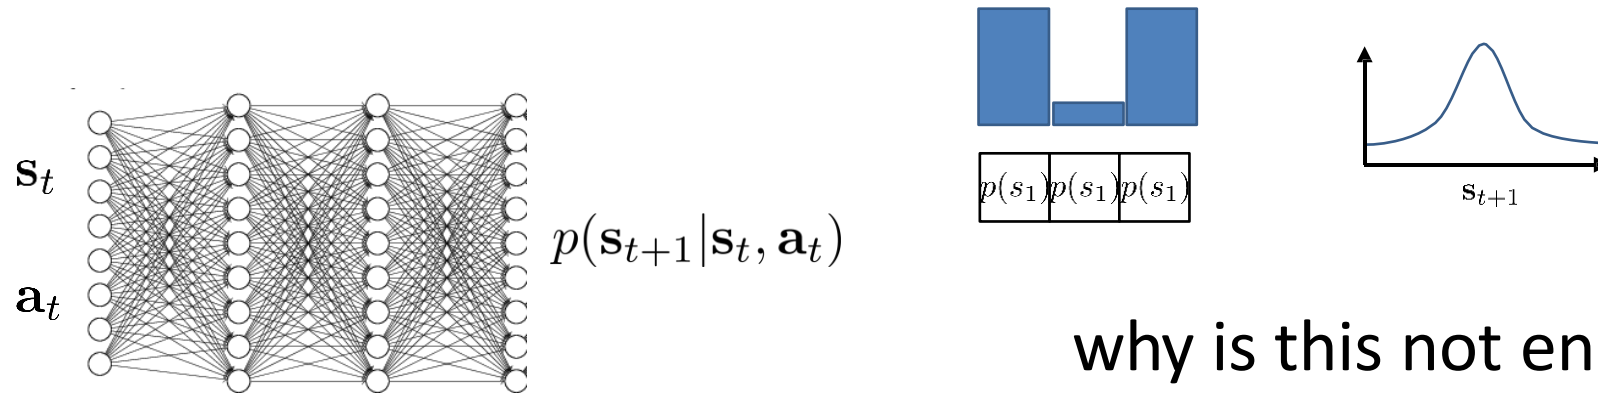 s_t
a_t
p(s_{t+1}|s_t, a_t)
p(s_1) p(s_1) p(s_1)
s_{t+1}
why is this not en